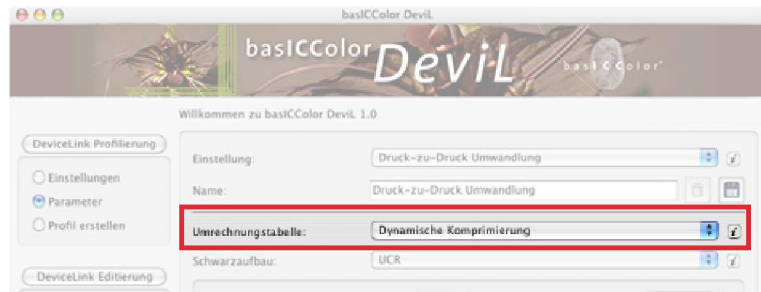 basICColor DeviL
basICColor DeviL
basICColor
Willkommen zu basICColor DeviL 1.0
DeviceLink Profilierung
Einstellungen
Parameter
Profil erstellen
DeviceLink Editierung
Einstellung: Druck-zu-Druck Umwandlung
Name: Druck-zu-Druck Umwandlung
Umrechnungstabelle: Dynamische Komprimierung
Schwarzaufbau: UCR